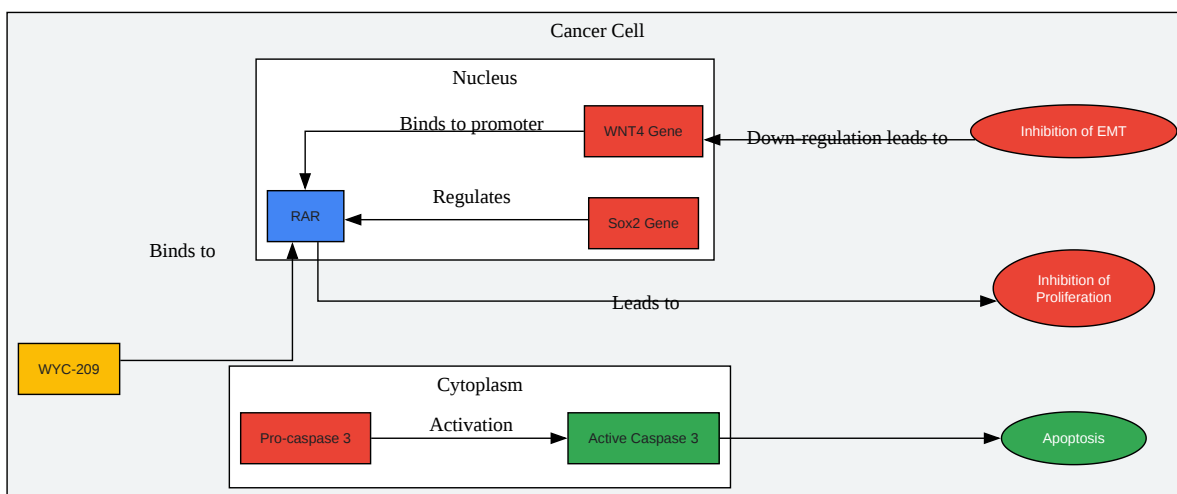 Cancer Cell
Nucleus
Binds to promoter
WNT4 Gene
Down-regulation leads to
Inhibition of EMT
RAR
Regulates
Sox2 Gene
Binds to
Leads to
Inhibition of
Proliferation
WYC-209
Cytoplasm
Pro-caspase 3
Activation
Active Caspase 3
Apoptosis